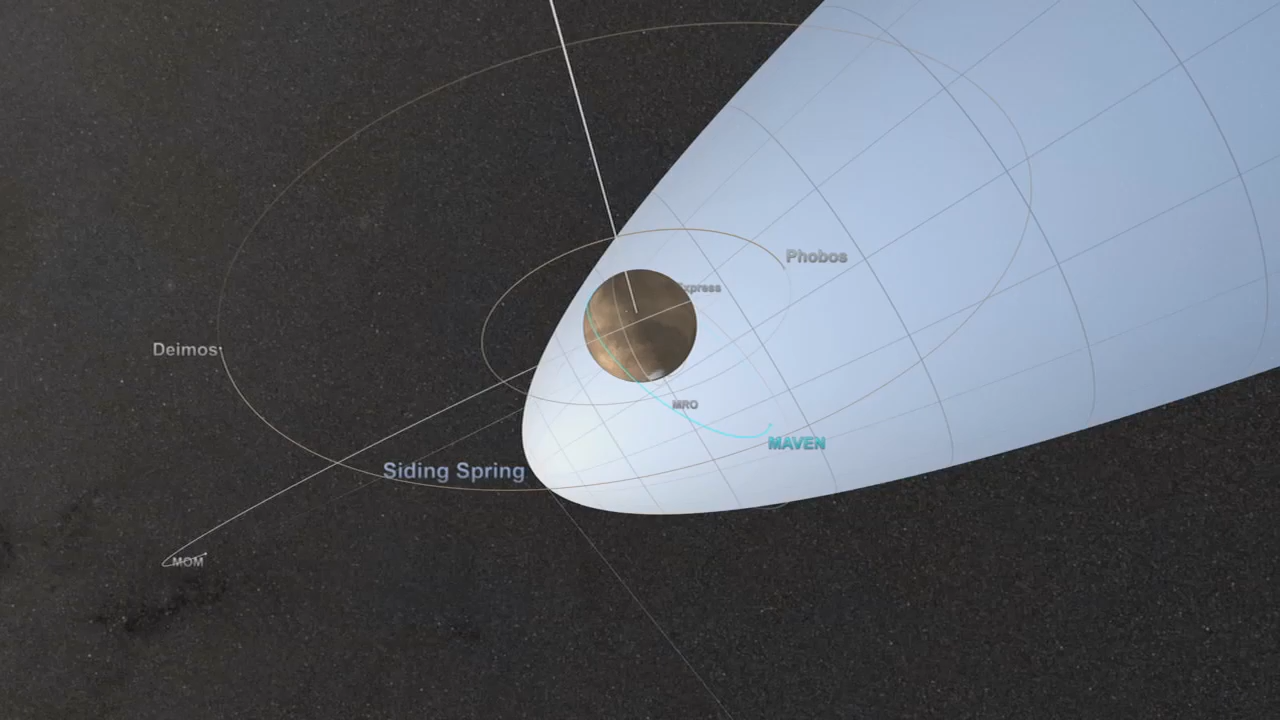 Phobos
Express
Deimos
MRO
MAVEN
Siding Spring
MOM